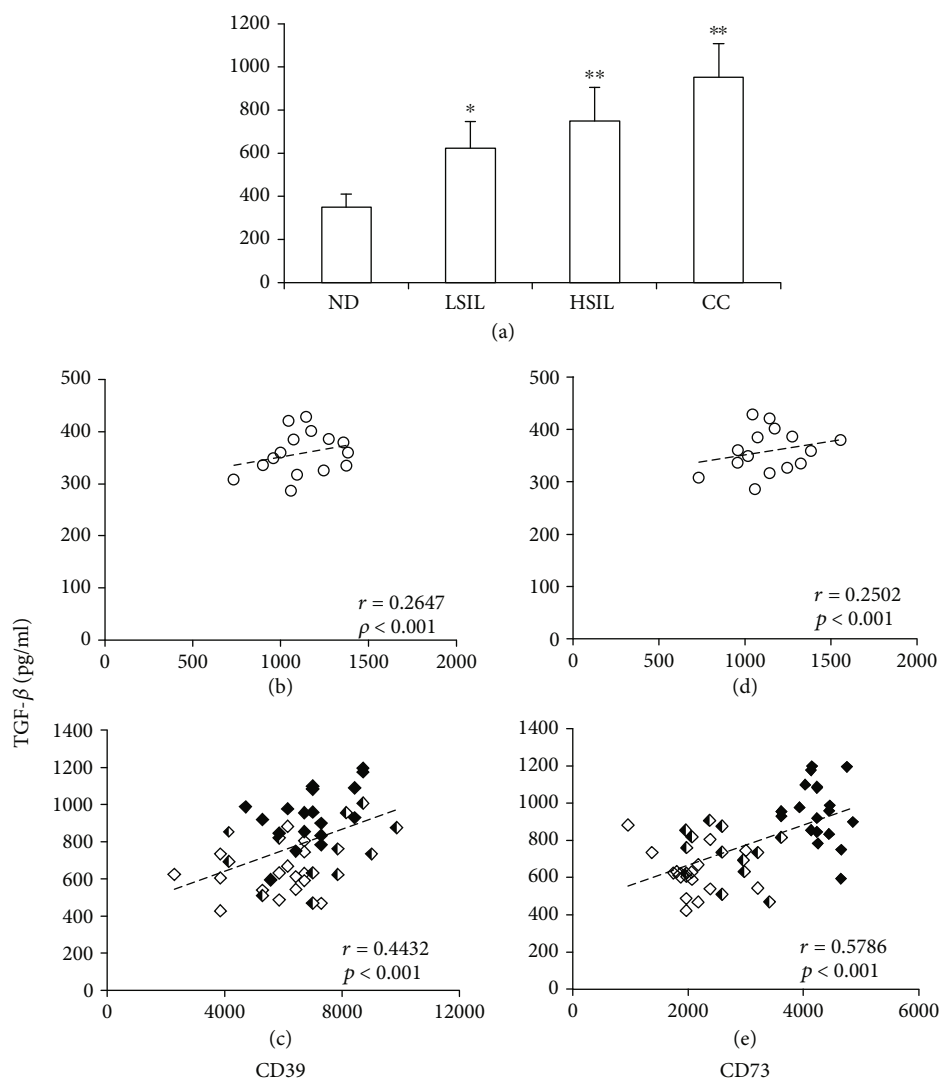 1200
1000
800
600
400
200
0
* ** **
ND LSIL HSIL CC
(a)
500
400
300
200
100
0
r = 0.2647
ρ < 0.001
0 500 1000 1500 2000
(b)
500
400
300
200
100
0
r = 0.2502
p < 0.001
0 500 1000 1500 2000
(d)
TGF-β (pg/ml)
1400
1200
1000
800
600
400
200
0
r = 0.4432
p < 0.001
0 4000 8000 12000
(c)
CD39
1400
1200
1000
800
600
400
200
0
r = 0.5786
p < 0.001
0 2000 4000 6000
(e)
CD73